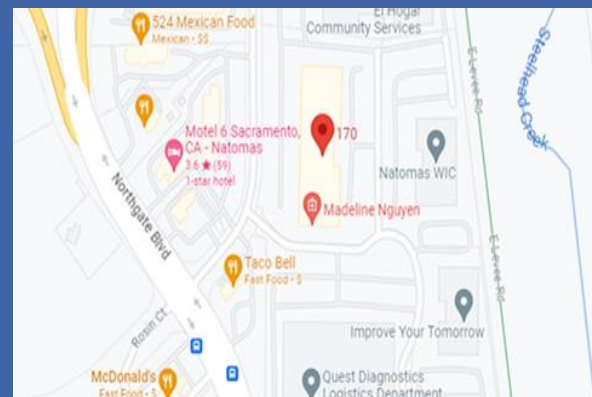 524 Mexican Food
Mexican · $$
El Hogar
Community Services
E Levee Rd
Steelhead Creek
Motel 6 Sacramento,
CA - Natomas
3.6 ★ (59)
1-star hotel
170
Natomas WIC
Madeline Nguyen
Northgate Blvd
Taco Bell
Fast Food · $
E Levee Rd
Rosin Ct
Improve Your Tomorrow
McDonald's
Fast Food · $
Quest Diagnostics
Logistics Department